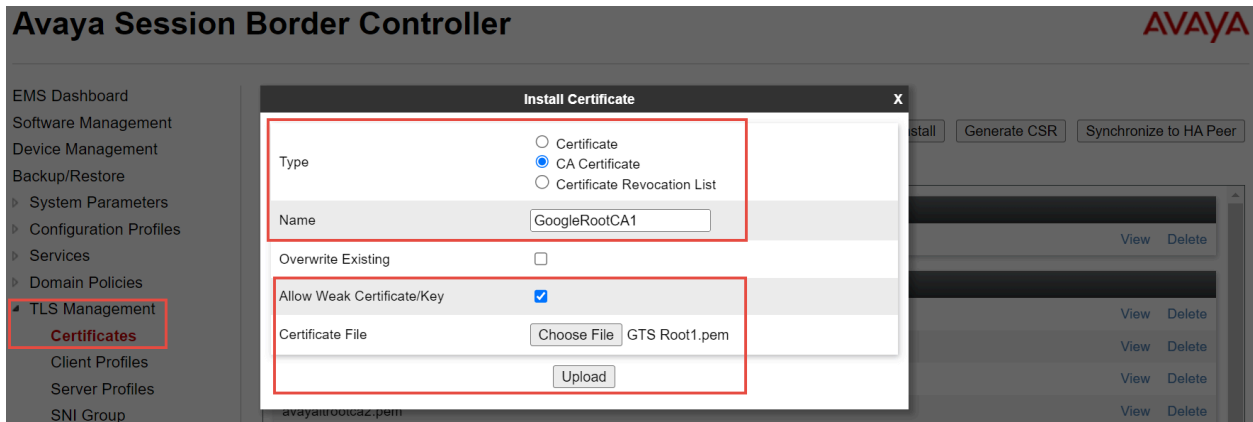 Avaya Session Border Controller
AVAYA
EMS Dashboard
Software Management
Device Management
Backup/Restore
System Parameters
Configuration Profiles
Services
Domain Policies
TLS Management
Certificates
Client Profiles
Server Profiles
SNI Group
Install Certificate X
Type
Certificate
CA Certificate
Certificate Revocation List
Name GoogleRootCA1
Overwrite Existing
Allow Weak Certificate/Key
Certificate File Choose File GTS Root1.pem
Upload
stall Generate CSR Synchronize to HA Peer
View Delete
View Delete
View Delete
View Delete
avayaitrootca2.pem View Delete